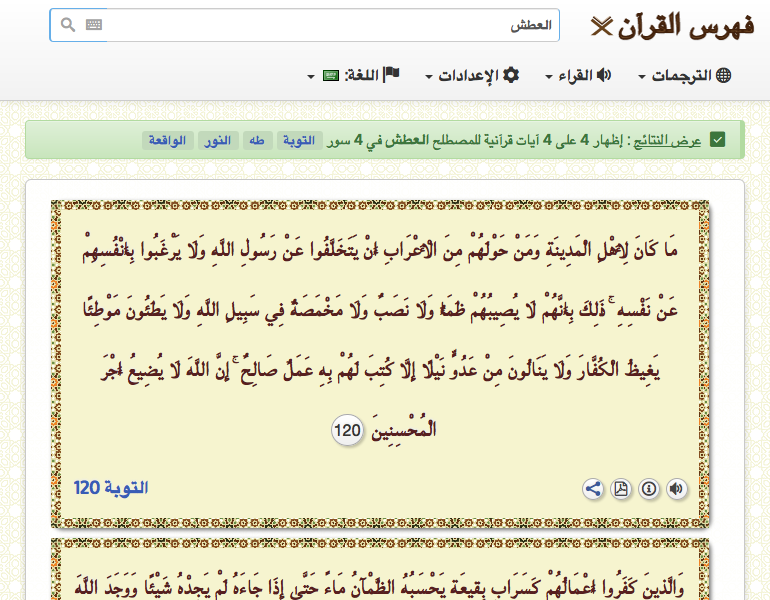 فهرس القرآن
العطش
الترجمات
القراء
الإعدادات
اللغة:
عرض النتائج : إظهار 4 على 4 آيات قرآنية للمصطلح العطش في 4 سور التوبة طه النور الواقعة
مَا كَانَ لِأَهْلِ الْمَدِينَةِ وَمَنْ حَوْلَهُمْ مِنَ الْأَعْرَابِ أَنْ يَتَخَلَّفُوا عَنْ رَسُولِ اللَّهِ وَلَا يَرْغَبُوا بِأَنْفُسِهِمْ
عَنْ نَفْسِهِ ۚ ذَلِكَ بِأَنَّهُمْ لَا يُصِيبُهُمْ ظَمَأٌ وَلَا نَصَبٌ وَلَا مَخْمَصَةٌ فِي سَبِيلِ اللَّهِ وَلَا يَطَئُونَ مَوْطِئًا
يَغِيظُ الْكُفَّارَ وَلَا يَنَالُونَ مِنْ عَدُوٍّ نَيْلًا إِلَّا كُتِبَ لَهُمْ بِهِ عَمَلٌ صَالِحٌ ۚ إِنَّ اللَّهَ لَا يُضِيعُ أَجْرَ
الْمُحْسِنِينَ 120
التوبة 120
وَالَّذِينَ كَفَرُوا أَعْمَالُهُمْ كَسَرَابٍ بِقِيعَةٍ يَحْسَبُهُ الظَّمْآنُ مَاءً حَتَّى إِذَا جَاءَهُ لَمْ يَجِدْهُ شَيْئًا وَوَجَدَ اللَّهَ